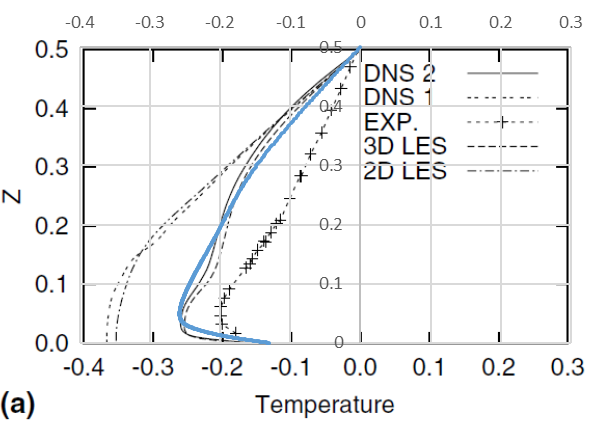 -0.4 -0.3 -0.2 -0.1 0 0.1 0.2 0.3
0.5 0.5
DNS 2
DNS 1
0.4 0.4
EXP.
3D LES
0.3 0.3
2D LES
Z
0.2 0.2
0.1 0.1
0.0 0
-0.4 -0.3 -0.2 -0.1 0.0 0.1 0.2 0.3
(a) Temperature